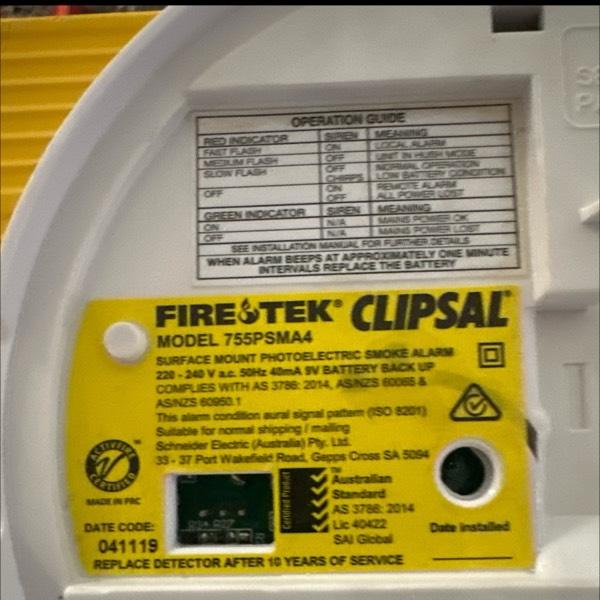 OPERATION GUIDE
RED INDICATOR SIREN MEANING
FAST FLASH ON LOCAL ALARM
MEDIUM FLASH OFF UNIT IN HUSH MODE
SLOW FLASH OFF NORMAL OPERATION
CHIRPS LOW BATTERY CONDITION
OFF ON REMOTE ALARM
OFF ALL POWER LOST
GREEN INDICATOR SIREN MEANING
ON N/A MAINS POWER OK
OFF N/A MAINS POWER LOST
SEE INSTALLATION MANUAL FOR FURTHER DETAILS
WHEN ALARM BEEPS AT APPROXIMATELY ONE MINUTE
INTERVALS REPLACE THE BATTERY
FIRETEK® CLIPSAL®
MODEL 755PSMA4
SURFACE MOUNT PHOTOELECTRIC SMOKE ALARM
220 - 240 V a.c. 50Hz 40mA 9V BATTERY BACK UP
COMPLIES WITH AS 3786: 2014, AS/NZS 60065 &
AS/NZS 60950.1
This alarm condition aural signal pattern (ISO 8201)
Suitable for normal shipping / mailing
Schneider Electric (Australia) Pty. Ltd.
33 - 37 Port Wakefield Road, Gepps Cross SA 5094
ACTIVFIRE
CERTIFIED
™
MADE IN PRC
Certified Product
™
Australian
Standard
AS 3786: 2014
Lic 40422
SAI Global
Date installed
DATE CODE:
041119
REPLACE DETECTOR AFTER 10 YEARS OF SERVICE